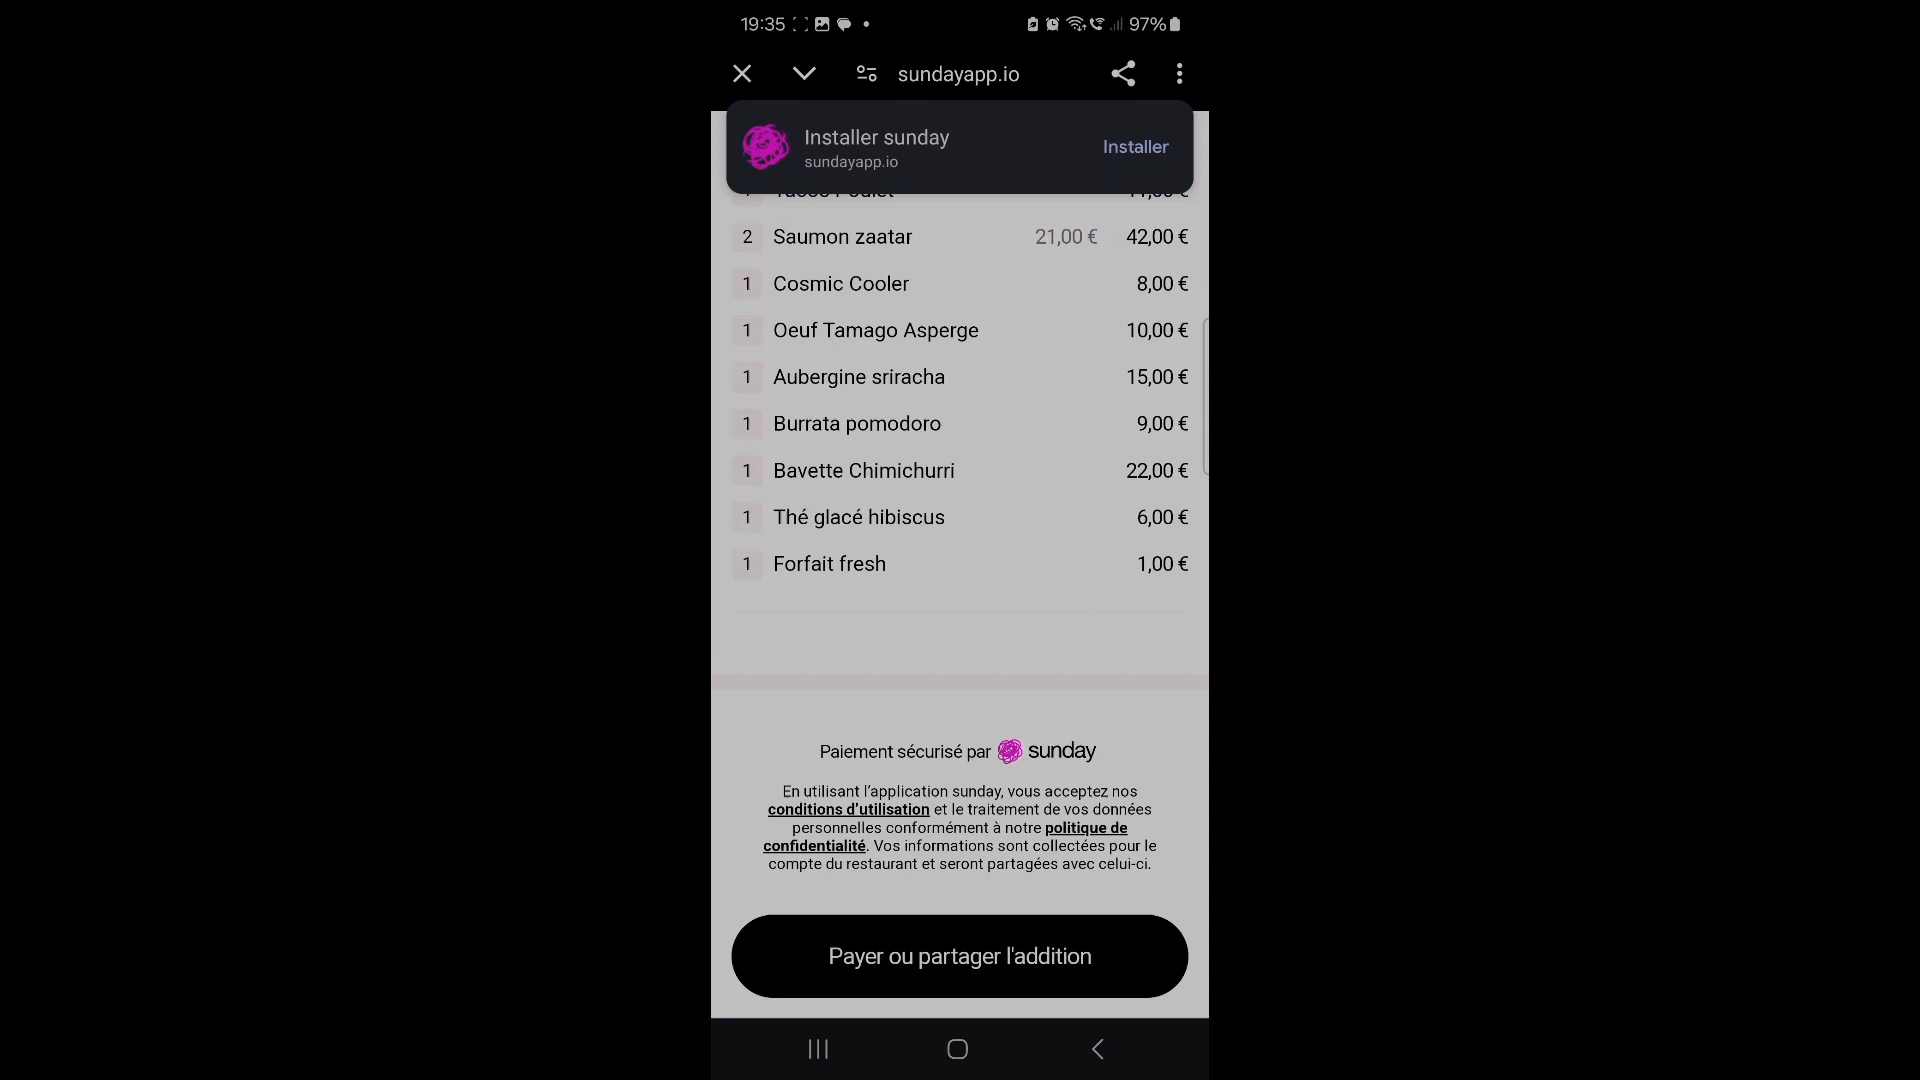 19:35 97%
sundayapp.io
Installer sunday
sundayapp.io
Installer
2 Saumon zaatar 21,00 € 42,00 €
1 Cosmic Cooler 8,00 €
1 Oeuf Tamago Asperge 10,00 €
1 Aubergine sriracha 15,00 €
1 Burrata pomodoro 9,00 €
1 Bavette Chimichurri 22,00 €
1 Thé glacé hibiscus 6,00 €
1 Forfait fresh 1,00 €
Paiement sécurisé par sunday
En utilisant l’application sunday, vous acceptez nos
conditions d’utilisation et le traitement de vos données
personnelles conformément à notre politique de
confidentialité. Vos informations sont collectées pour le
compte du restaurant et seront partagées avec celui-ci.
Payer ou partager l'addition